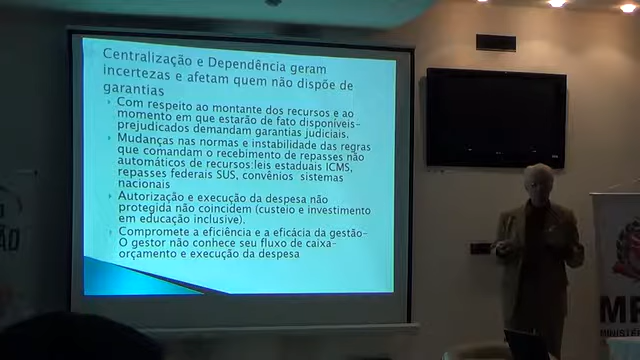 Centralização e Dependência geram
incertezas e afetam quem não dispõe de
garantias
Com respeito ao montante dos recursos e ao
momento em que estarão de fato disponíveis-
prejudicados demandam garantias judiciais.
Mudanças nas normas e instabilidade das regras
que comandam o recebimento de repasses não
automáticos de recursos:leis estaduais ICMS,
repasses federais SUS, convênios sistemas
nacionais
Autorização e execução da despesa não
protegida não coincidem (custeio e investimento
em educação inclusive).
Compromete a eficiência e a eficácia da gestão-
O gestor não conhece seu fluxo de caixa-
orçamento e execução da despesa
ÃO
MP
MINISTÉRI